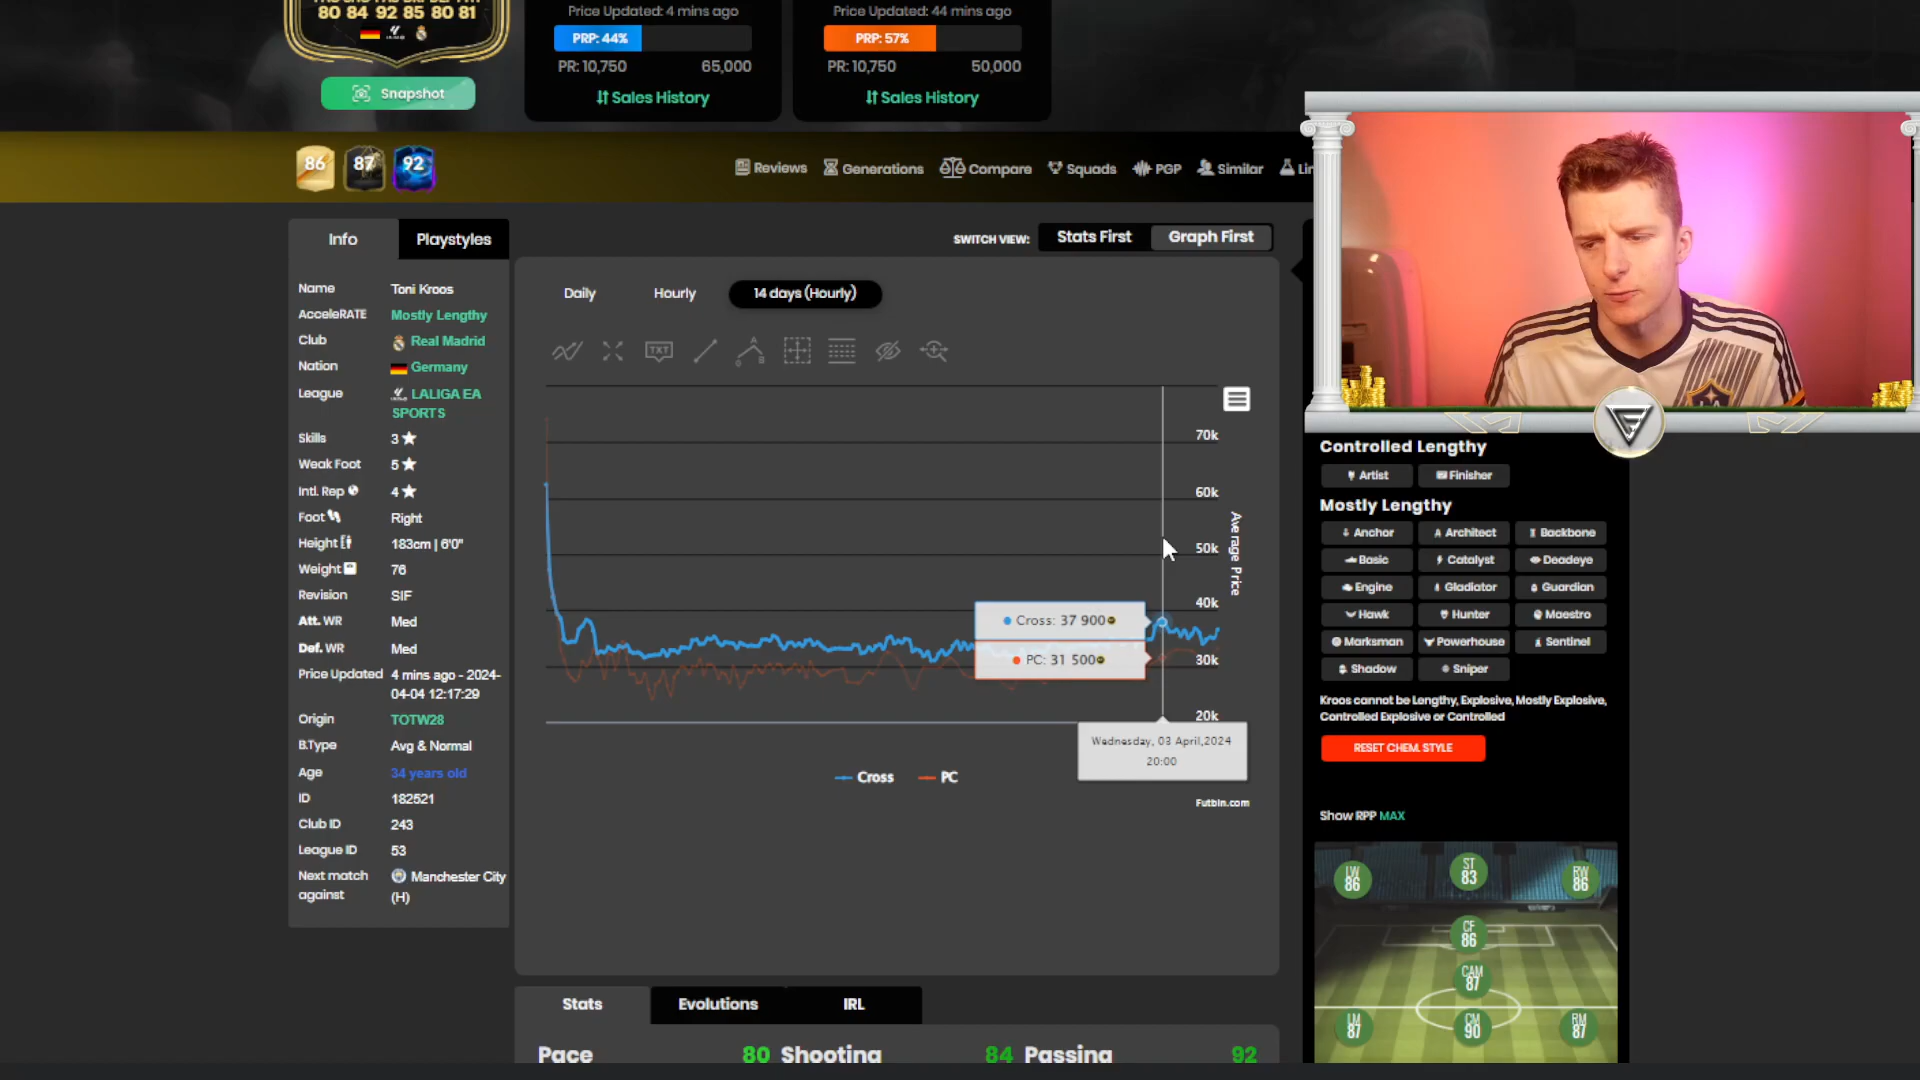 80 84 92 85 80 81
Snapshot
Price Updated: 4 mins ago
PRP: 44%
PR: 10,750 65,000
Sales History
Price Updated: 44 mins ago
PRP: 57%
PR: 10,750 50,000
Sales History
86 87 92
Reviews Generations Compare Squads PGP Similar Lin
Info Playstyles
Name Toni Kroos
AcceleRATE Mostly Lengthy
Club Real Madrid
Nation Germany
League LALIGA EA
SPORTS
Skills 3
Weak Foot 5
Intl. Rep 4
Foot Right
Height 183cm | 6'0"
Weight 76
Revision SIF
Att. WR Med
Def. WR Med
Price Updated 4 mins ago - 2024-
04-04 12:17:29
Origin TOTW28
B.Type Avg & Normal
Age 34 years old
ID 182521
Club ID 243
League ID 53
Next match Manchester City
against (H)
SWITCH VIEW: Stats First Graph First
Daily Hourly 14 days (Hourly)
TXT
70k
60k
50k
40k
30k
20k
Average Price
Cross: 37 900
PC: 31 500
Wednesday, 03 April,2024
20:00
Cross PC
Futbin.com
Stats Evolutions IRL
Pace 80 Shooting 84 Passing 92
Controlled Lengthy
Artist Finisher
Mostly Lengthy
Anchor Architect Backbone
Basic Catalyst Deadeye
Engine Gladiator Guardian
Hawk Hunter Maestro
Marksman Powerhouse Sentinel
Shadow Sniper
Kroos cannot be Lengthy, Explosive, Mostly Explosive,
Controlled Explosive or Controlled
RESET CHEM. STYLE
Show RPP MAX
LW
86
ST
83
RW
86
CF
86
CAM
87
LM
87
CM
90
RM
87